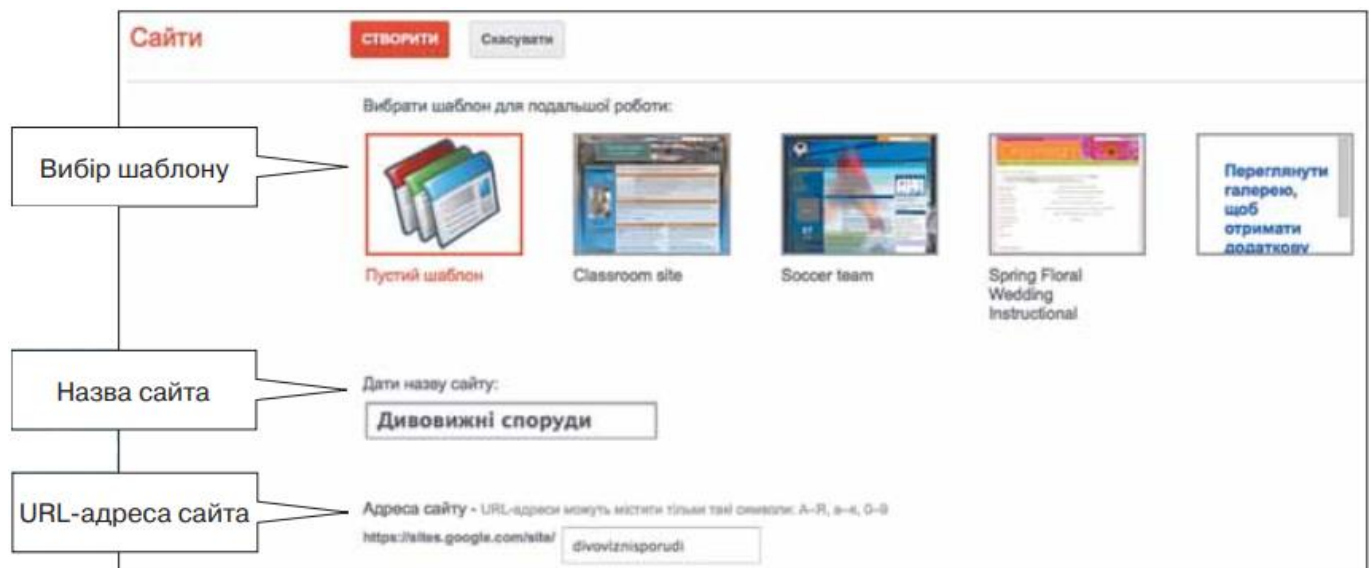 Сайти
СТВОРИТИ
Скасувати
Вибрати шаблон для подальшої роботи:
Вибір шаблону
Переглянути
галерею,
щоб
отримати
додаткову
Пустий шаблон
Classroom site
Soccer team
Spring Floral
Wedding
Instructional
Назва сайта
Дати назву сайту:
Дивовижні споруди
URL-адреса сайта
Адреса сайту - URL-адреси можуть містити тільки такі символи: А-Я, а-я, 0-9
https://sites.google.com/site/
divoviznisporudi